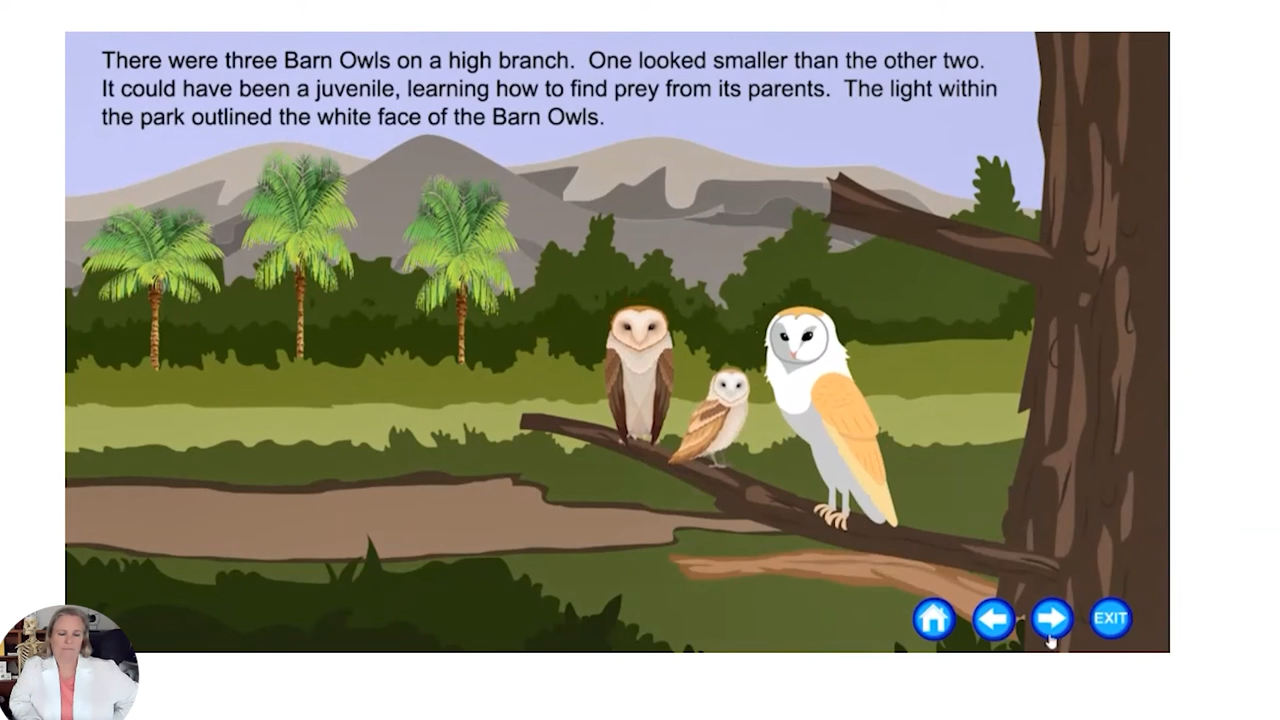 There were three Barn Owls on a high branch.  One looked smaller than the other two.
It could have been a juvenile, learning how to find prey from its parents.  The light within
the park outlined the white face of the Barn Owls.
EXIT